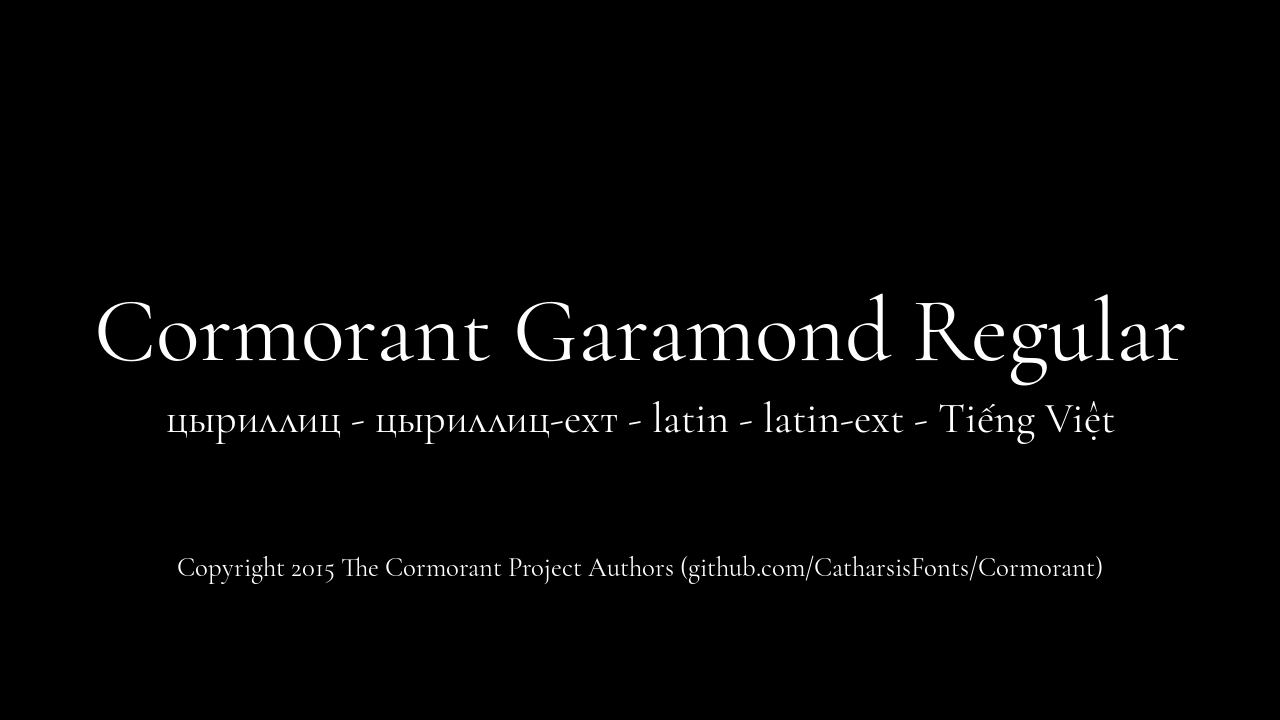 Cormorant Garamond Regular
цыриллиц - цыриллиц-ехт - latin - latin-ext - Tiếng Việt
Copyright 2015 The Cormorant Project Authors (github.com/CatharsisFonts/Cormorant)